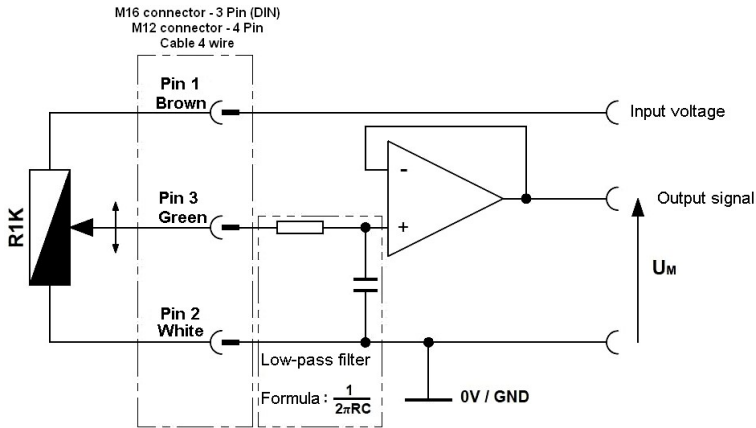 M16 connector - 3 Pin (DIN)
M12 connector - 4 Pin
Cable 4 wire
Pin 1
Brown
Input voltage
-
Pin 3
Green
+
Output signal
R1K
UM
Pin 2
White
Low-pass filter
Formula : 1
2πRC
0V / GND